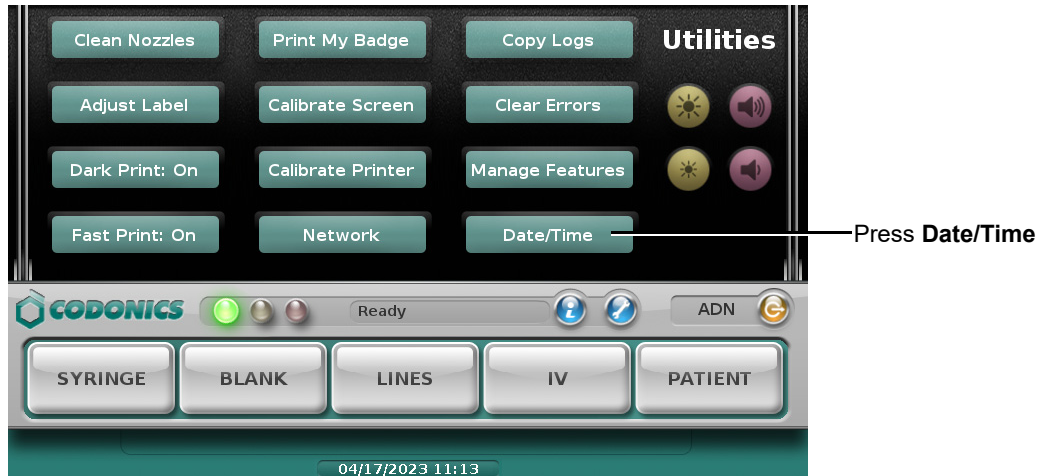 Clean Nozzles Print My Badge Copy Logs Utilities
Adjust Label Calibrate Screen Clear Errors
Dark Print: On Calibrate Printer Manage Features
Fast Print: On Network Date/Time Press Date/Time
CODONICS Ready ADN
SYRINGE BLANK LINES IV PATIENT
04/17/2023 11:13